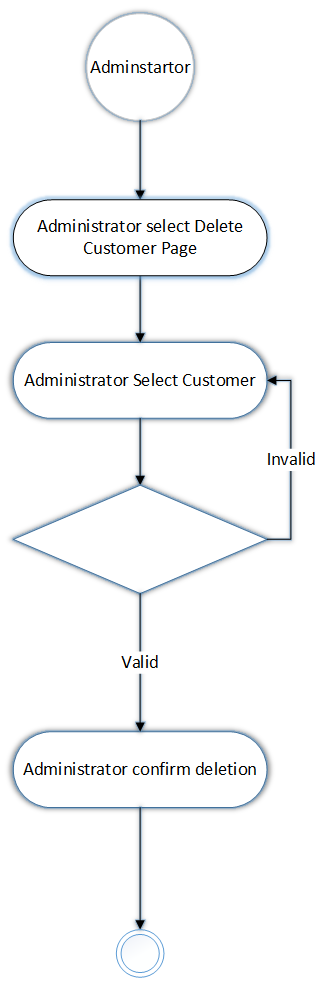 Adminstartor
Administrator select Delete
Customer Page
Administrator Select Customer
Invalid
Valid
Administrator confirm deletion